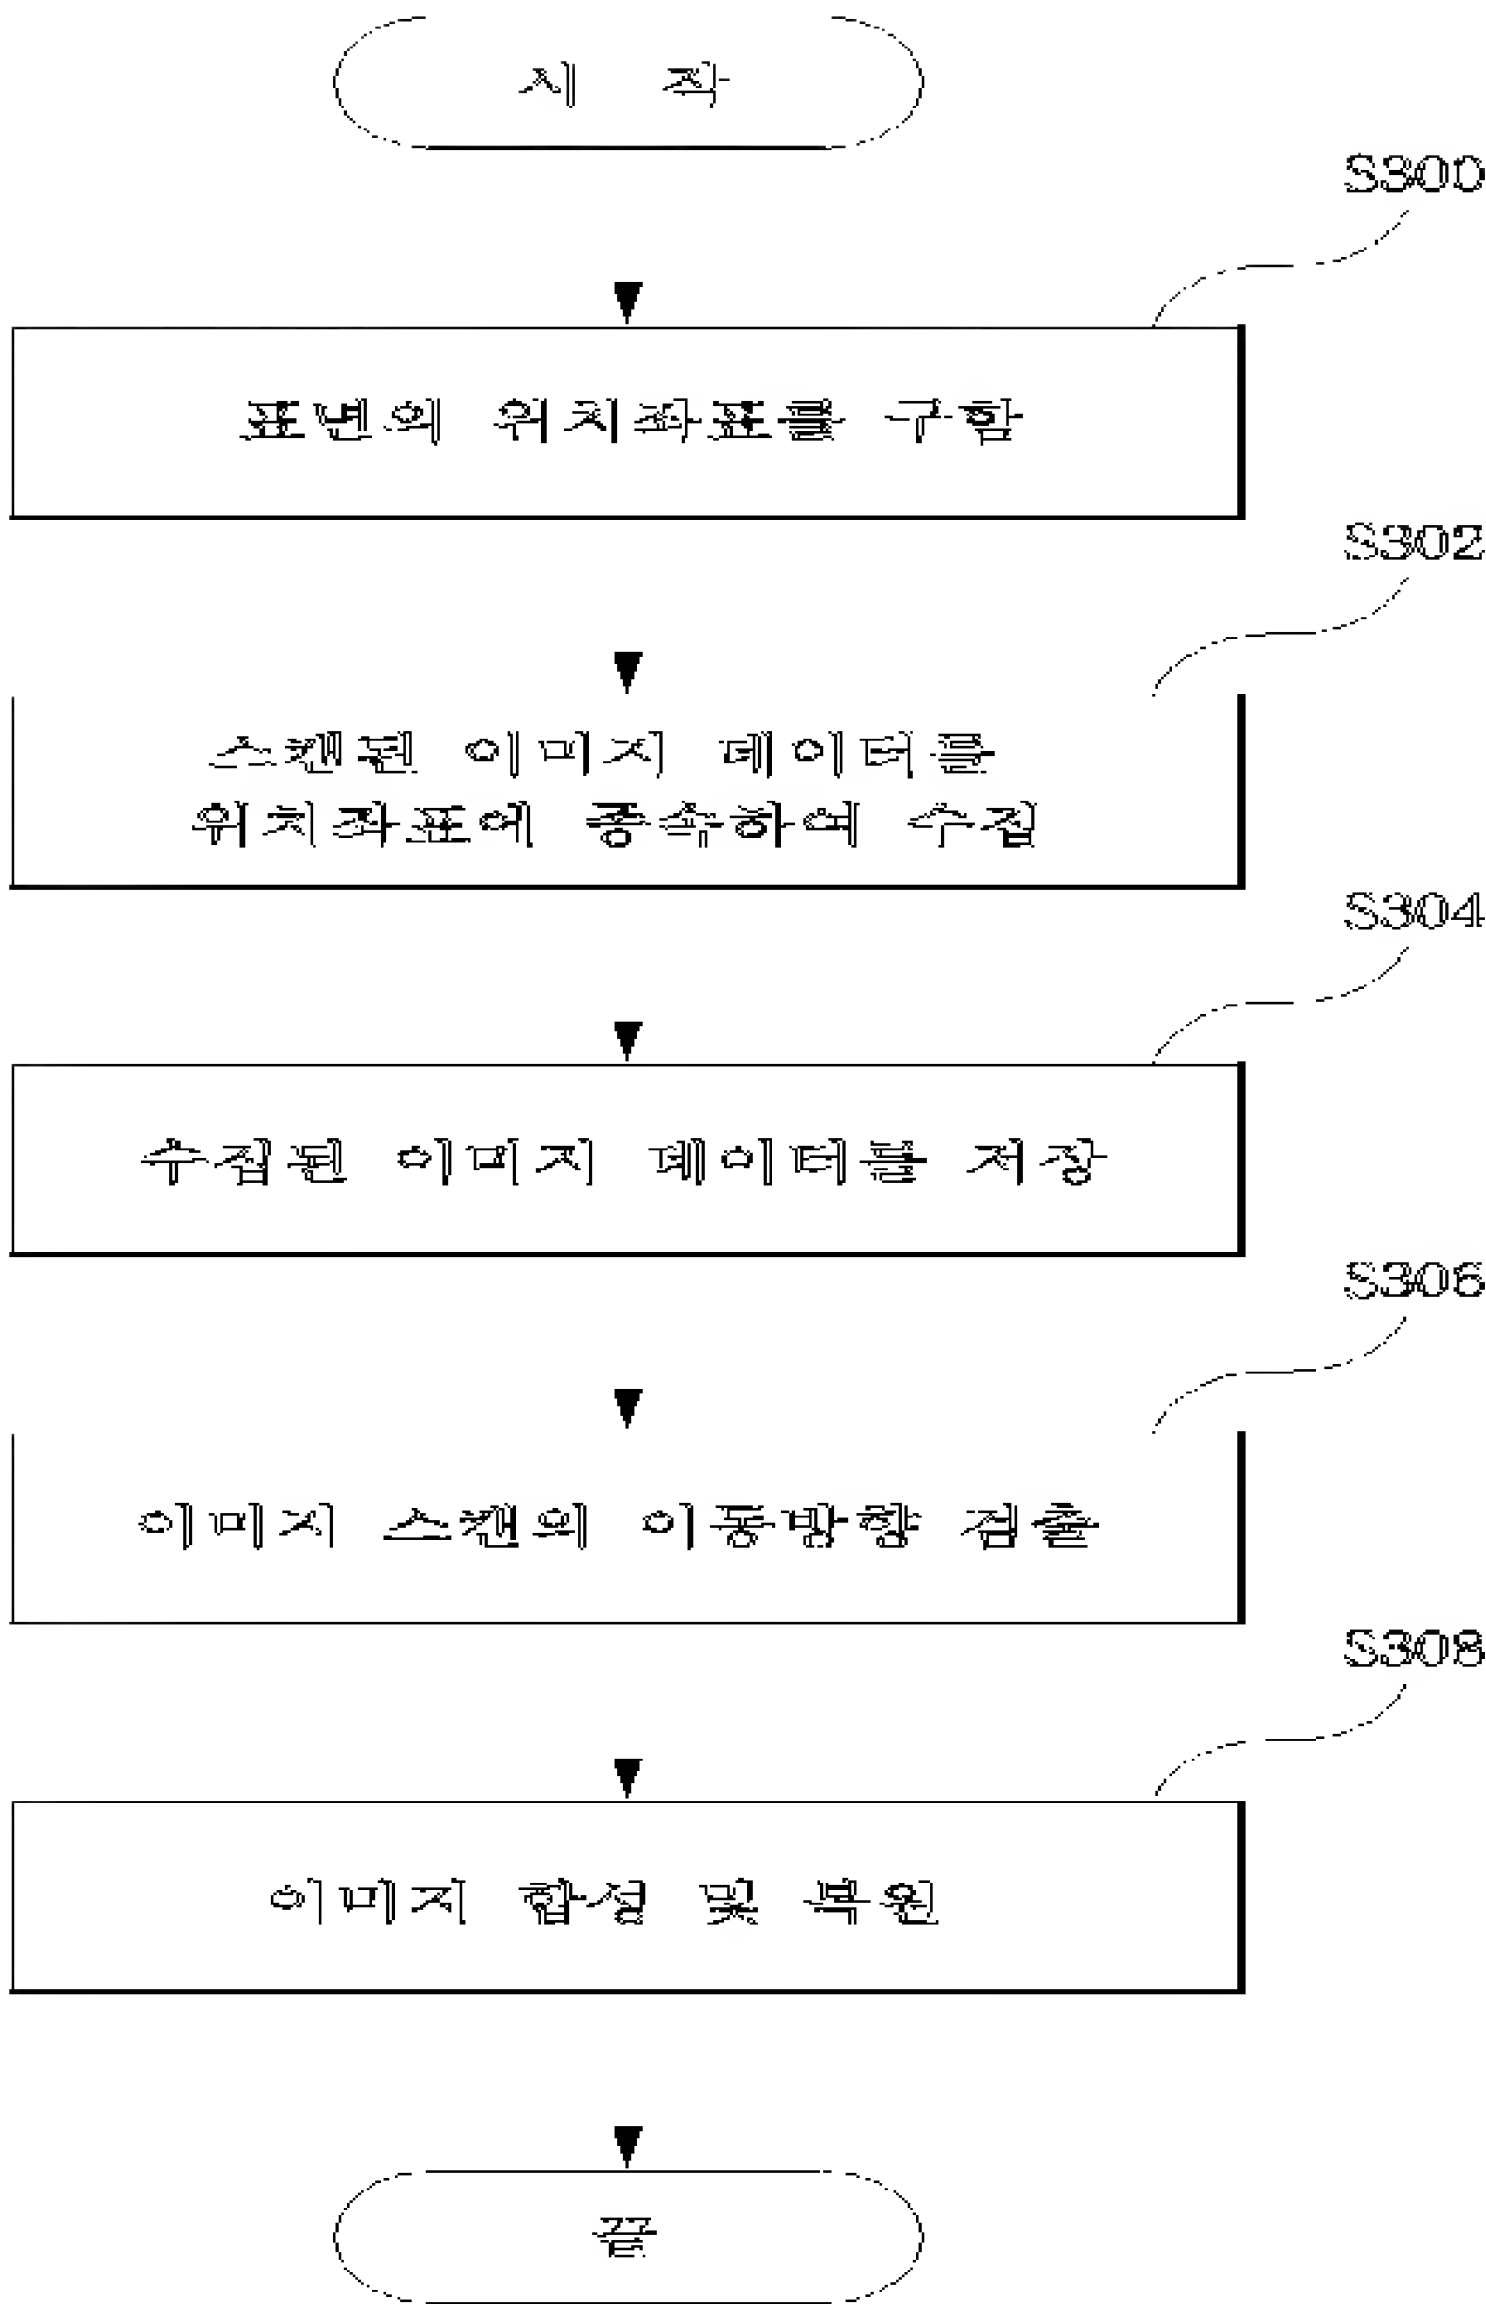 시 작
S300
표면의 위치좌표를 구함
S302
스캔된 이미지 데이터를
위치좌표에 종속하에 수집
S304
수집된 이미지 데이터를 저장
S306
이미지 스캔의 이동방향 검출
S308
이미지 합성 및 복원
끝